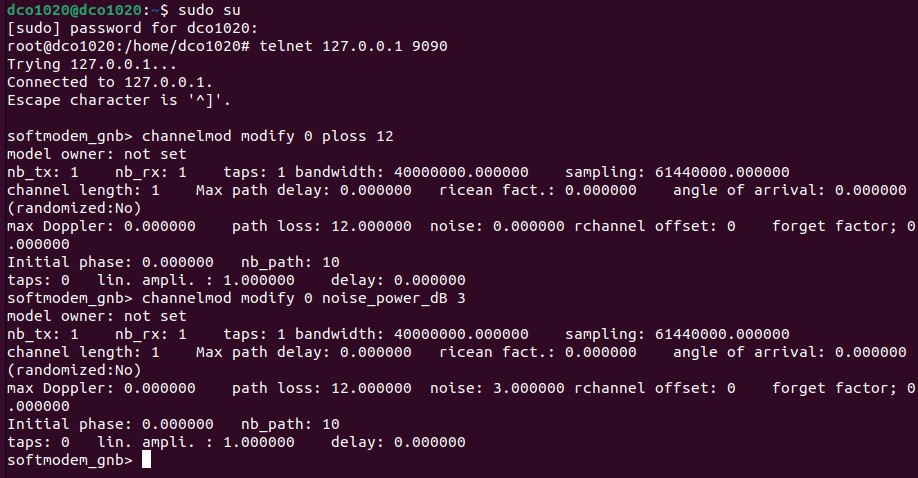 dco1020@dco1020:~$ sudo su
[sudo] password for dco1020:
root@dco1020:/home/dco1020# telnet 127.0.0.1 9090
Trying 127.0.0.1...
Connected to 127.0.0.1.
Escape character is '^]'.
softmodem_gnb> channelmod modify 0 ploss 12
model owner: not set
nb_tx: 1    nb_rx: 1    taps: 1 bandwidth: 40000000.000000    sampling: 61440000.000000
channel length: 1    Max path delay: 0.000000   ricean fact.: 0.000000    angle of arrival: 0.000000
(randomized:No)
max Doppler: 0.000000    path loss: 12.000000  noise: 0.000000 rchannel offset: 0    forget factor; 0
.000000
Initial phase: 0.000000   nb_path: 10
taps: 0   lin. ampli. : 1.000000    delay: 0.000000
softmodem_gnb> channelmod modify 0 noise_power_dB 3
model owner: not set
nb_tx: 1    nb_rx: 1    taps: 1 bandwidth: 40000000.000000    sampling: 61440000.000000
channel length: 1    Max path delay: 0.000000   ricean fact.: 0.000000    angle of arrival: 0.000000
(randomized:No)
max Doppler: 0.000000    path loss: 12.000000  noise: 3.000000 rchannel offset: 0    forget factor; 0
.000000
Initial phase: 0.000000   nb_path: 10
taps: 0   lin. ampli. : 1.000000    delay: 0.000000
softmodem_gnb>